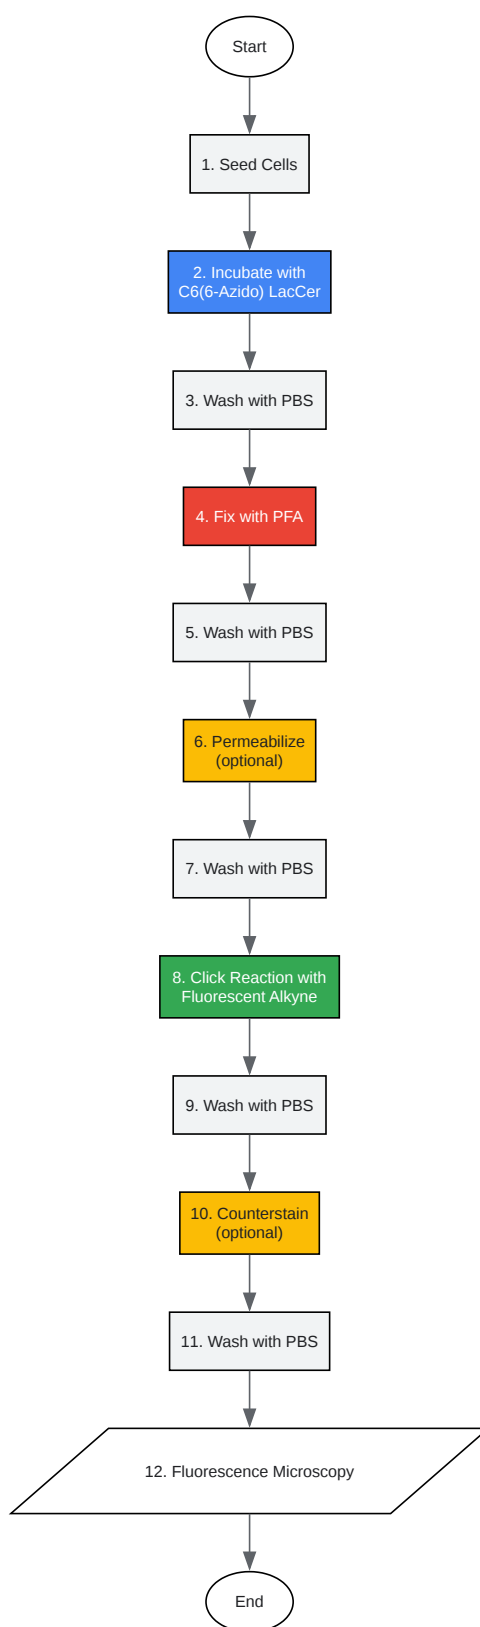 Start
1. Seed Cells
2. Incubate with
C6(6-Azido) LacCer
3. Wash with PBS
4. Fix with PFA
5. Wash with PBS
6. Permeabilize
(optional)
7. Wash with PBS
8. Click Reaction with
Fluorescent Alkyne
9. Wash with PBS
10. Counterstain
(optional)
11. Wash with PBS
12. Fluorescence Microscopy
End